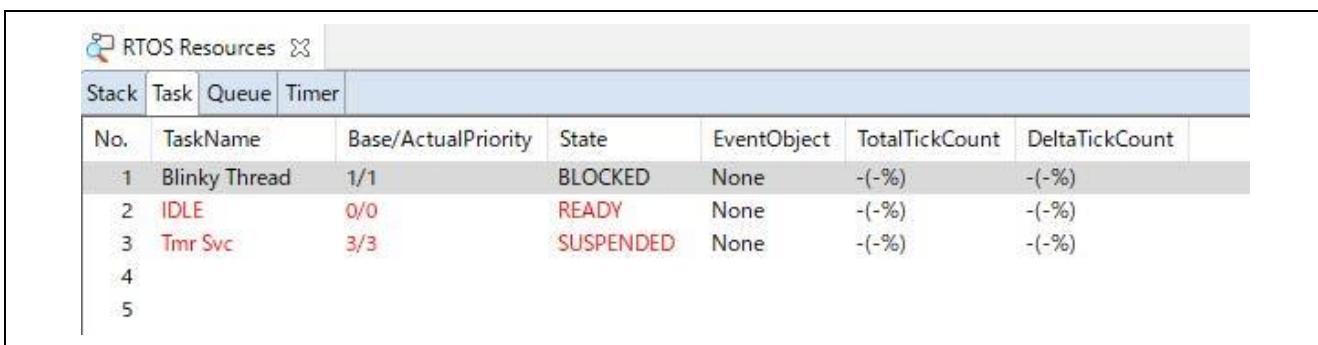 RTOS Resources
Stack Task Queue Timer
No. TaskName Base/ActualPriority State EventObject TotalTickCount DeltaTickCount
1 Blinky Thread 1/1 BLOCKED None -(-%) -(-%)
2 IDLE 0/0 READY None -(-%) -(-%)
3 Tmr Svc 3/3 SUSPENDED None -(-%) -(-%)
4
5